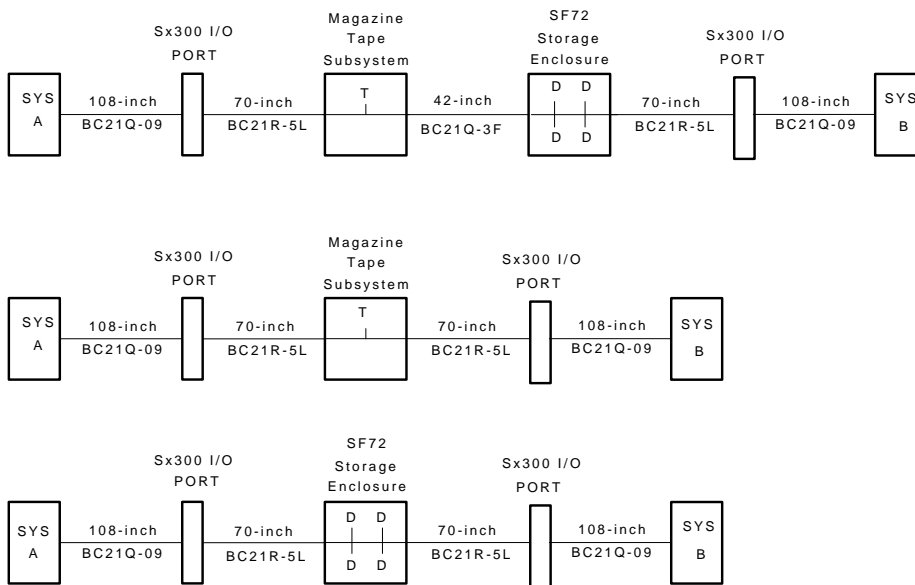 Magazine
Tape
Subsystem
SF72
Storage
Enclosure
Sx300 I/O
PORT
Sx300 I/O
PORT
SYS
A
108-inch
BC21Q-09
70-inch
BC21R-5L
T
42-inch
BC21Q-3F
D D
D D
70-inch
BC21R-5L
108-inch
BC21Q-09
SYS
B
Magazine
Tape
Subsystem
Sx300 I/O
PORT
Sx300 I/O
PORT
SYS
A
108-inch
BC21Q-09
70-inch
BC21R-5L
T
70-inch
BC21R-5L
108-inch
BC21Q-09
SYS
B
SF72
Storage
Enclosure
Sx300 I/O
PORT
Sx300 I/O
PORT
SYS
A
108-inch
BC21Q-09
70-inch
BC21R-5L
D D
D D
70-inch
BC21R-5L
108-inch
BC21Q-09
SYS
B